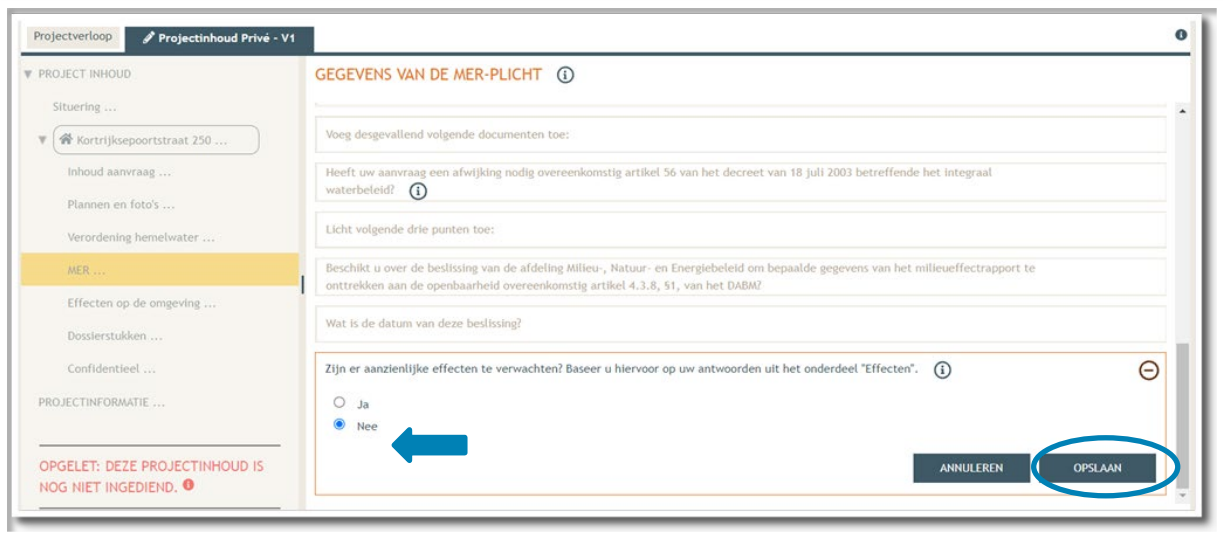 Projectverloop
Projectinhoud Privé - V1
PROJECT INHOUD
Situering ...
Kortrijksepoortstraat 250 ...
Inhoud aanvraag ...
Plannen en foto's ...
Verordening hemelwater ...
MER ...
Effecten op de omgeving ...
Dossierstukken ...
Confidentieel ...
PROJECTINFORMATIE ...
OPGELET: DEZE PROJECTINHOUD IS
NOG NIET INGEDIEND.
GEGEVENS VAN DE MER-PLICHT
Voeg desgevallend volgende documenten toe:
Heeft uw aanvraag een afwijking nodig overeenkomstig artikel 56 van het decreet van 18 juli 2003 betreffende het integraal
waterbeleid?
Licht volgende drie punten toe:
Beschikt u over de beslissing van de afdeling Milieu-, Natuur- en Energiebeleid om bepaalde gegevens van het milieueffectrapport te
onttrekken aan de openbaarheid overeenkomstig artikel 4.3.8, §1, van het DABM?
Wat is de datum van deze beslissing?
Zijn er aanzienlijke effecten te verwachten? Baseer u hiervoor op uw antwoorden uit het onderdeel "Effecten".
Ja
Nee
ANNULEREN
OPSLAAN